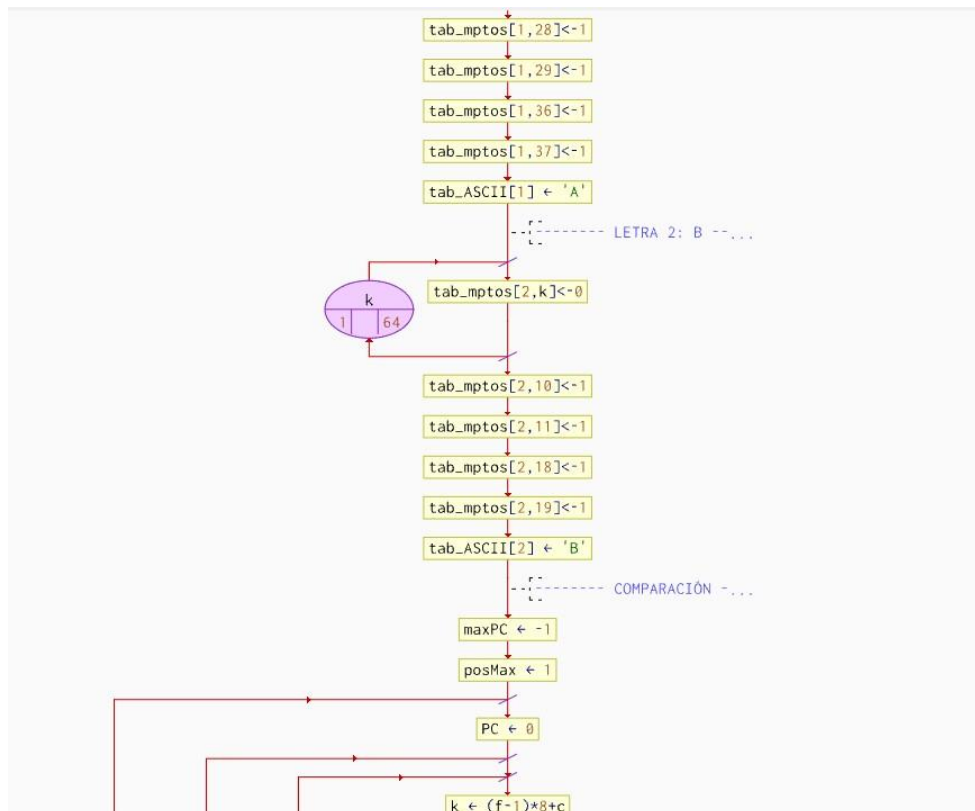 tab_mptos[1,28]<-1
tab_mptos[1,29]<-1
tab_mptos[1,36]<-1
tab_mptos[1,37]<-1
tab_ASCII[1] ← 'A'
-------- LETRA 2: B --...
k
1 64
tab_mptos[2,k]<-0
tab_mptos[2,10]<-1
tab_mptos[2,11]<-1
tab_mptos[2,18]<-1
tab_mptos[2,19]<-1
tab_ASCII[2] ← 'B'
-------- COMPARACIÓN -...
maxPC ← -1
posMax ← 1
PC ← 0
k ← (f-1)*8+c